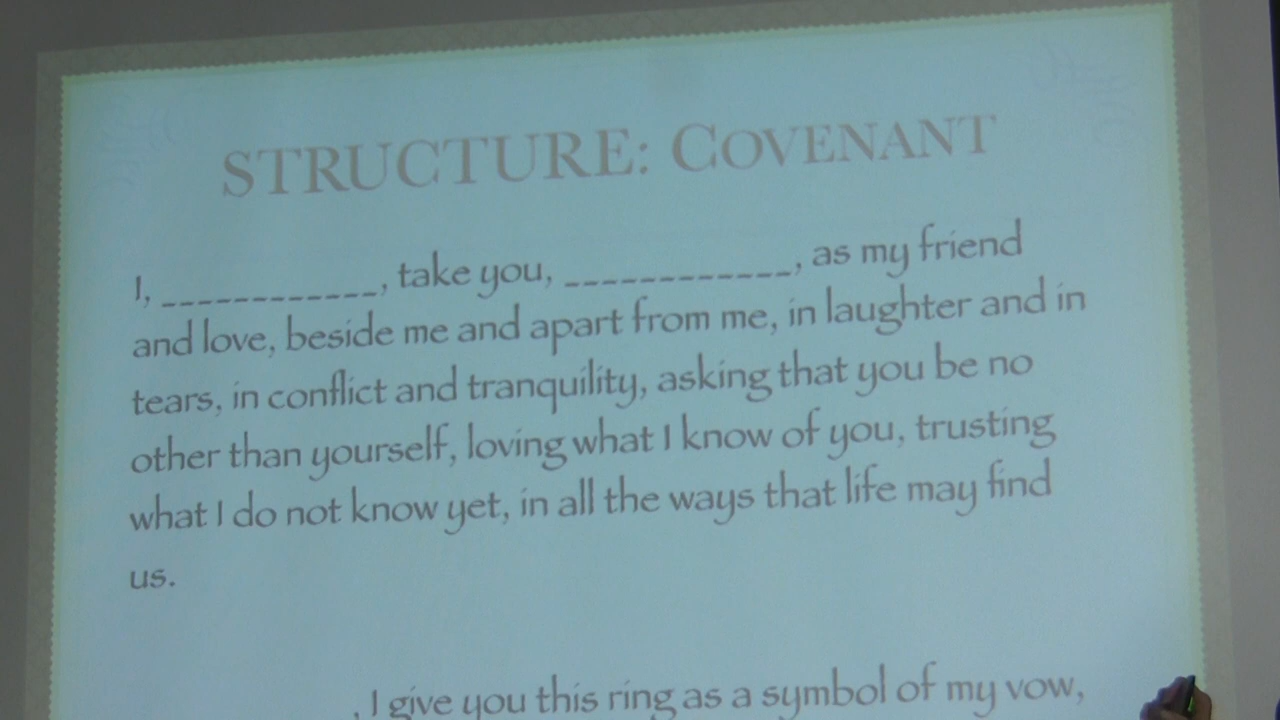 STRUCTURE: COVENANT
I, ____________, take you, ____________, as my friend
and love, beside me and apart from me, in laughter and in
tears, in conflict and tranquility, asking that you be no
other than yourself, loving what I know of you, trusting
what I do not know yet, in all the ways that life may find
us.
, I give you this ring as a symbol of my vow,